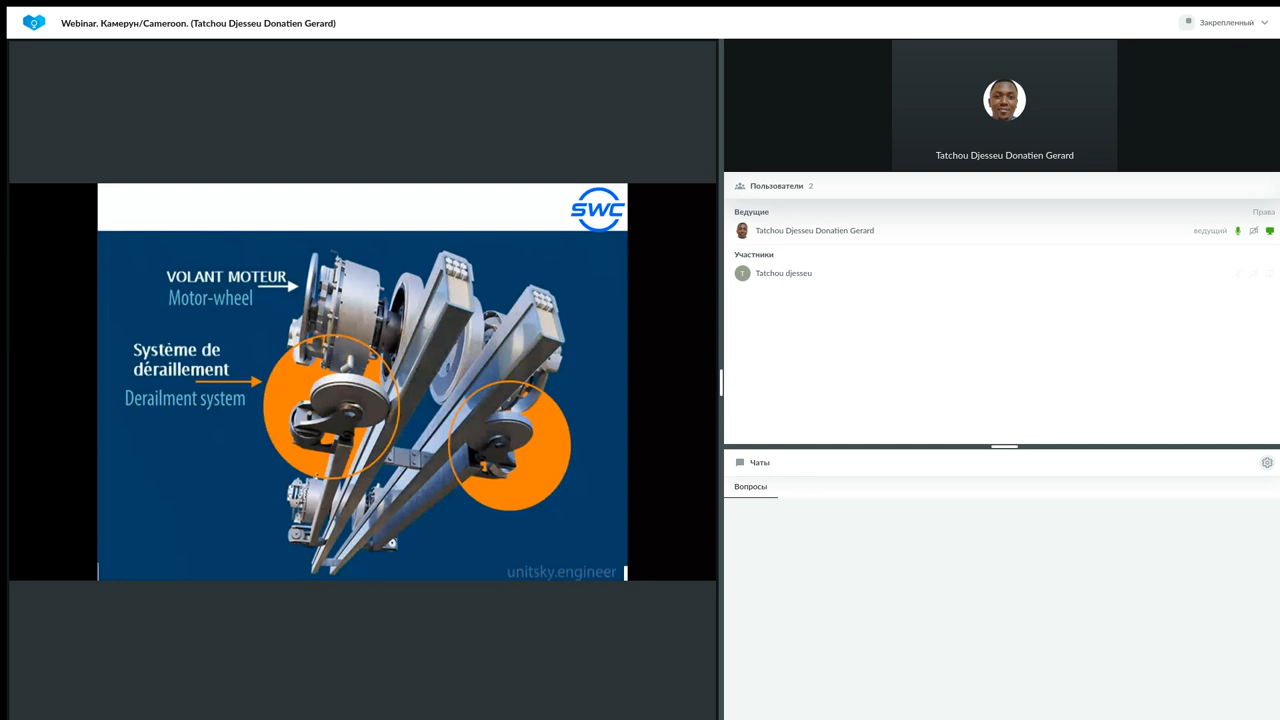 Webinar. Камерун/Cameroon. (Tatchou Djesseu Donatien Gerard)
Закрепленный
SWC
VOLANT MOTEUR
Motor-wheel
Système de
déraillement
Derailment system
unitsky.engineer
Tatchou Djesseu Donatien Gerard
Пользователи 2
Ведущие Права
Tatchou Djesseu Donatien Gerard ведущий
Участники
T Tatchou djesseu
Чаты
Вопросы